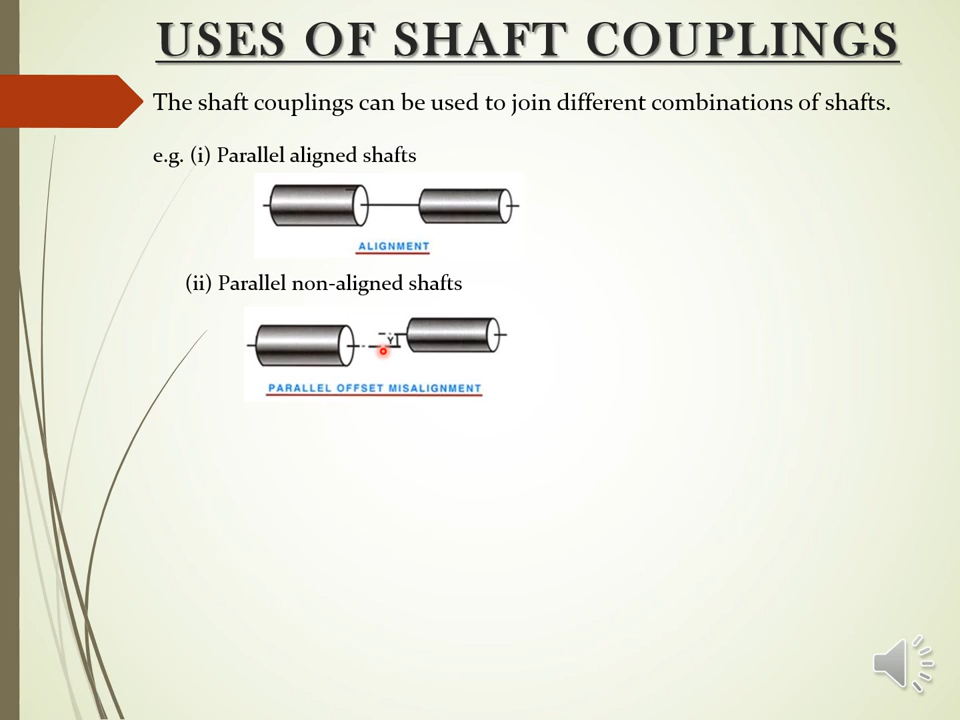 USES OF SHAFT COUPLINGS
The shaft couplings can be used to join different combinations of shafts.
e.g. (i) Parallel aligned shafts
ALIGNMENT
(ii) Parallel non-aligned shafts
Y
PARALLEL OFFSET MISALIGNMENT